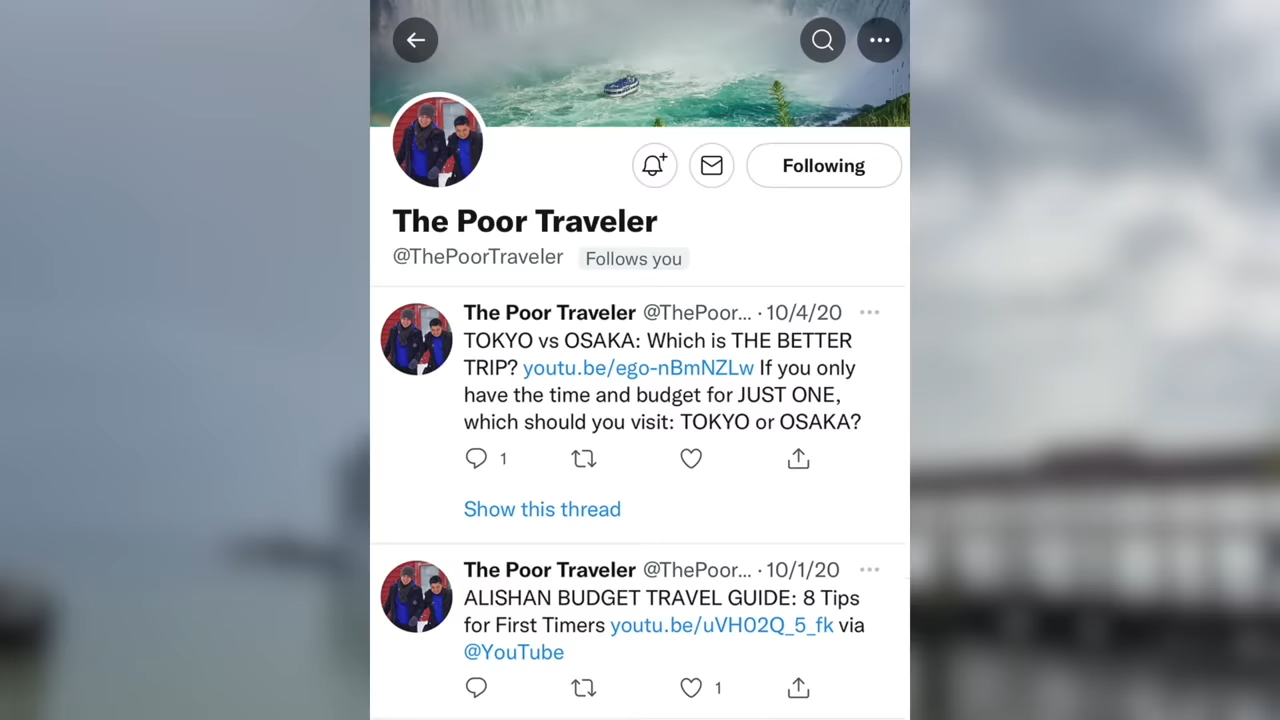 Following
The Poor Traveler
@ThePoorTraveler Follows you
The Poor Traveler @ThePoor... · 10/4/20
TOKYO vs OSAKA: Which is THE BETTER
TRIP? youtu.be/ego-nBmNZLw If you only
have the time and budget for JUST ONE,
which should you visit: TOKYO or OSAKA?
1
Show this thread
The Poor Traveler @ThePoor... · 10/1/20
ALISHAN BUDGET TRAVEL GUIDE: 8 Tips
for First Timers youtu.be/uVH02Q_5_fk via
@YouTube
1